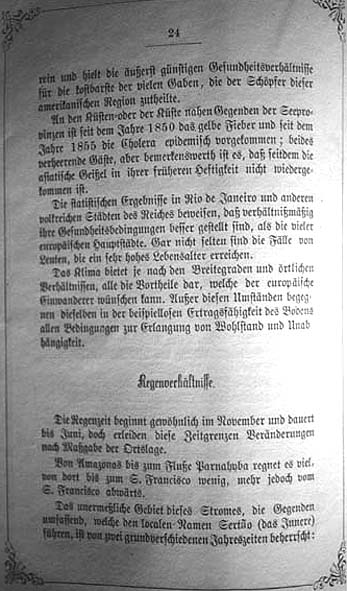 24
rein und hielt die äußerst günstigen Gesundheitsverhältnisse
für die kostbarste der vielen Gaben, die der Schöpfer dieser
amerikanischen Region zutheilte.
An den Küsten-oder der Küste nahen Gegenden der Seepro-
vinzen ist seit dem Jahre 1850 das gelbe Fieber und seit dem
Jahre 1855 die Cholera epidemisch vorgekommen; beides
verheerende Gäste, aber bemerkenswerth ist es, daß seitdem die
asiatische Geißel in ihrer früheren Heftigkeit nicht wiederge-
kommen ist.
Die statistischen Ergebnisse in Rio de Janeiro und anderen
volkreichen Städten des Reiches beweisen, daß verhältnißmäßig
ihre Gesundheitsbedingungen besser gestellt sind, als die vieler
europäischen Hauptstädte. Gar nicht selten sind die Fälle von
Leuten, die ein sehr hohes Lebensalter erreichen.
Das Klima bietet je nach den Breitegraden und örtlichen
Verhältnissen, alle die Vortheile dar, welche der europäische
Einwanderer wünschen kann. Außer diesen Umständen begeg-
nen dieselben in der beispiellosen Ertragsfähigkeit des Bodens
allen Bedingungen zur Erlangung von Wohlstand und Unab
hängigkeit.
Regenverhältnisse.
Die Regenzeit beginnt gewöhnlich im November und dauert
bis Juni, doch erleiden diese Zeitgrenzen Veränderungen
nach Maßgabe der Ortslage.
Von Amazonas bis zum Fluße Parnahyba regnet es viel,
von dort bis zum S. Francisco wenig, mehr jedoch vom
S. Francisco abwärts.
Das unermeßliche Gebiet dieses Stromes, die Gegenden
umfassend, welche den localen Namen Sertão (das Innere)
führen, ist von zwei grundverschiedenen Jahreszeiten beherrscht: